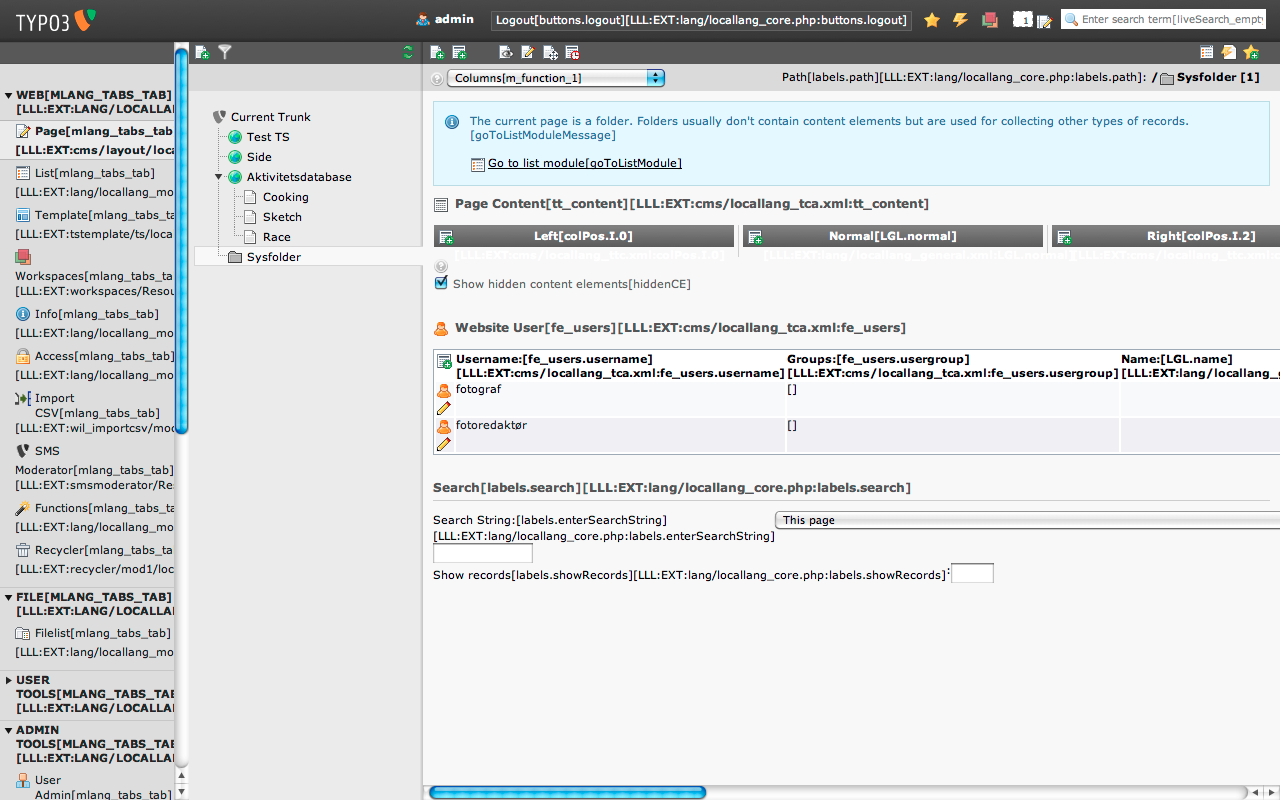 TYPO3
admin
Logout[buttons.logout][LLL:EXT:lang/locallang_core.php:buttons.logout]
1
Enter search term[liveSearch_empty
WEB[MLANG_TABS_TAB]
[LLL:EXT:LANG/LOCALLA
Page[mlang_tabs_tab
[LLL:EXT:cms/layout/loca
List[mlang_tabs_tab]
[LLL:EXT:lang/locallang_mo
Template[mlang_tabs_ta
[LLL:EXT:tstemplate/ts/loca
Workspaces[mlang_tabs_ta
[LLL:EXT:workspaces/Resou
Info[mlang_tabs_tab]
[LLL:EXT:lang/locallang_mo
Access[mlang_tabs_tab]
[LLL:EXT:lang/locallang_mo
Import
CSV[mlang_tabs_tab]
[LLL:EXT:wil_importcsv/mod
SMS
Moderator[mlang_tabs_tab]
[LLL:EXT:smsmoderator/Res
Functions[mlang_tabs_ta
[LLL:EXT:lang/locallang_mo
Recycler[mlang_tabs_tab
[LLL:EXT:recycler/mod1/loc
FILE[MLANG_TABS_TAB]
[LLL:EXT:LANG/LOCALLA
Filelist[mlang_tabs_tab]
[LLL:EXT:lang/locallang_mo
USER
TOOLS[MLANG_TABS_TAB
[LLL:EXT:LANG/LOCALLA
ADMIN
TOOLS[MLANG_TABS_TAB
[LLL:EXT:LANG/LOCALLA
User
Admin[mlang_tabs_tab]
Current Trunk
Test TS
Side
Aktivitetsdatabase
Cooking
Sketch
Race
Sysfolder
Columns[m_function_1]
Path[labels.path][LLL:EXT:lang/locallang_core.php:labels.path]: / Sysfolder [1]
The current page is a folder. Folders usually don't contain content elements but are used for collecting other types of records.
[goToListModuleMessage]
Go to list module[goToListModule]
Page Content[tt_content][LLL:EXT:cms/locallang_tca.xml:tt_content]
Left[colPos.I.0] Normal[LGL.normal] Right[colPos.I.2]
Show hidden content elements[hiddenCE]
Website User[fe_users][LLL:EXT:cms/locallang_tca.xml:fe_users]
Username:[fe_users.username] Groups:[fe_users.usergroup] Name:[LGL.name]
[LLL:EXT:cms/locallang_tca.xml:fe_users.username] [LLL:EXT:cms/locallang_tca.xml:fe_users.usergroup] [LLL:EXT:lang/locallang_g
fotograf []
fotoredaktør []
Search[labels.search][LLL:EXT:lang/locallang_core.php:labels.search]
Search String:[labels.enterSearchString] This page
[LLL:EXT:lang/locallang_core.php:labels.enterSearchString]
Show records[labels.showRecords][LLL:EXT:lang/locallang_core.php:labels.showRecords]: